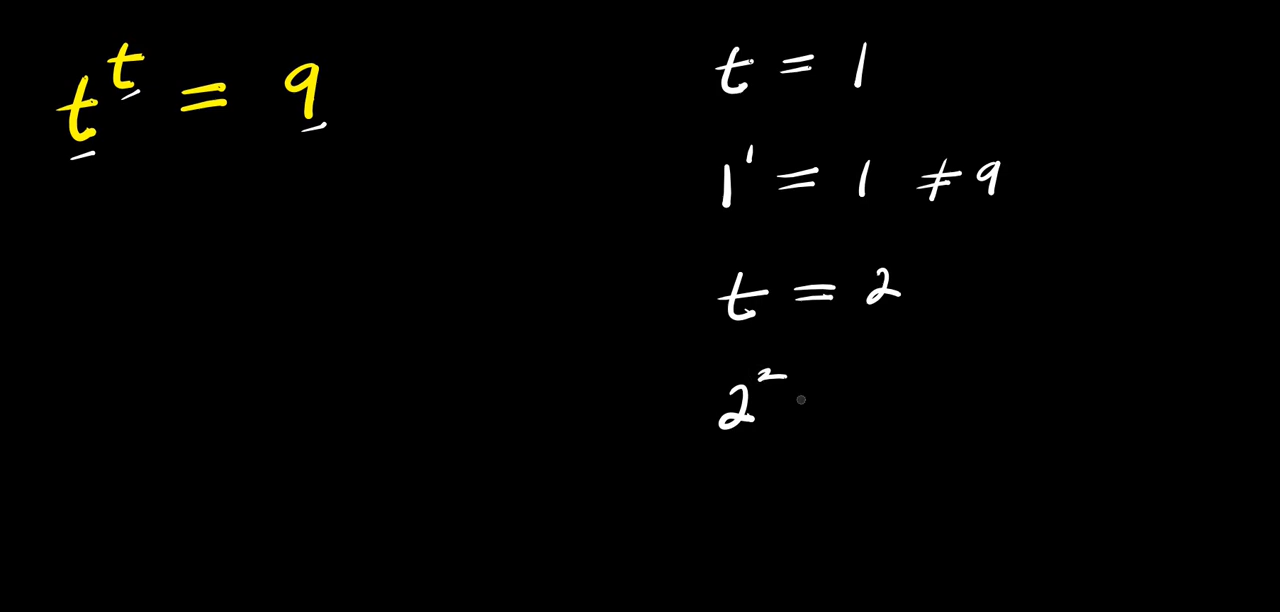 t^t = 9
t = 1
1^1 = 1 ≠ 9
t = 2
2^2